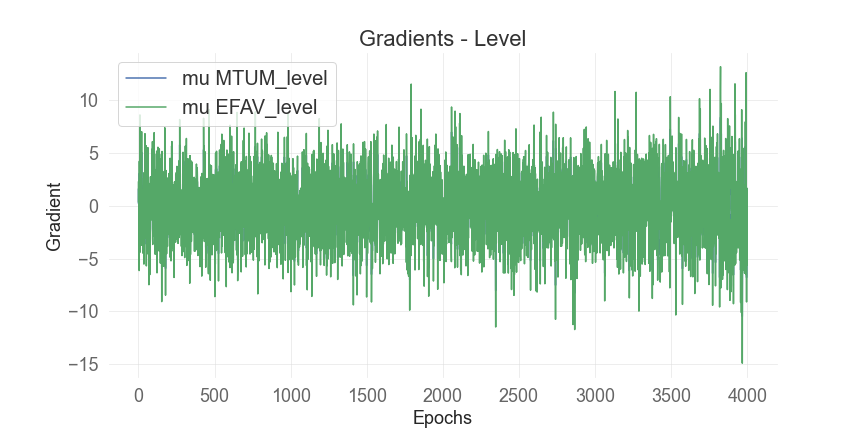 Gradients - Level
mu MTUM_level
mu EFAV_level
10
5
0
−5
−10
−15
Gradient
0 500 1000 1500 2000 2500 3000 3500 4000
Epochs